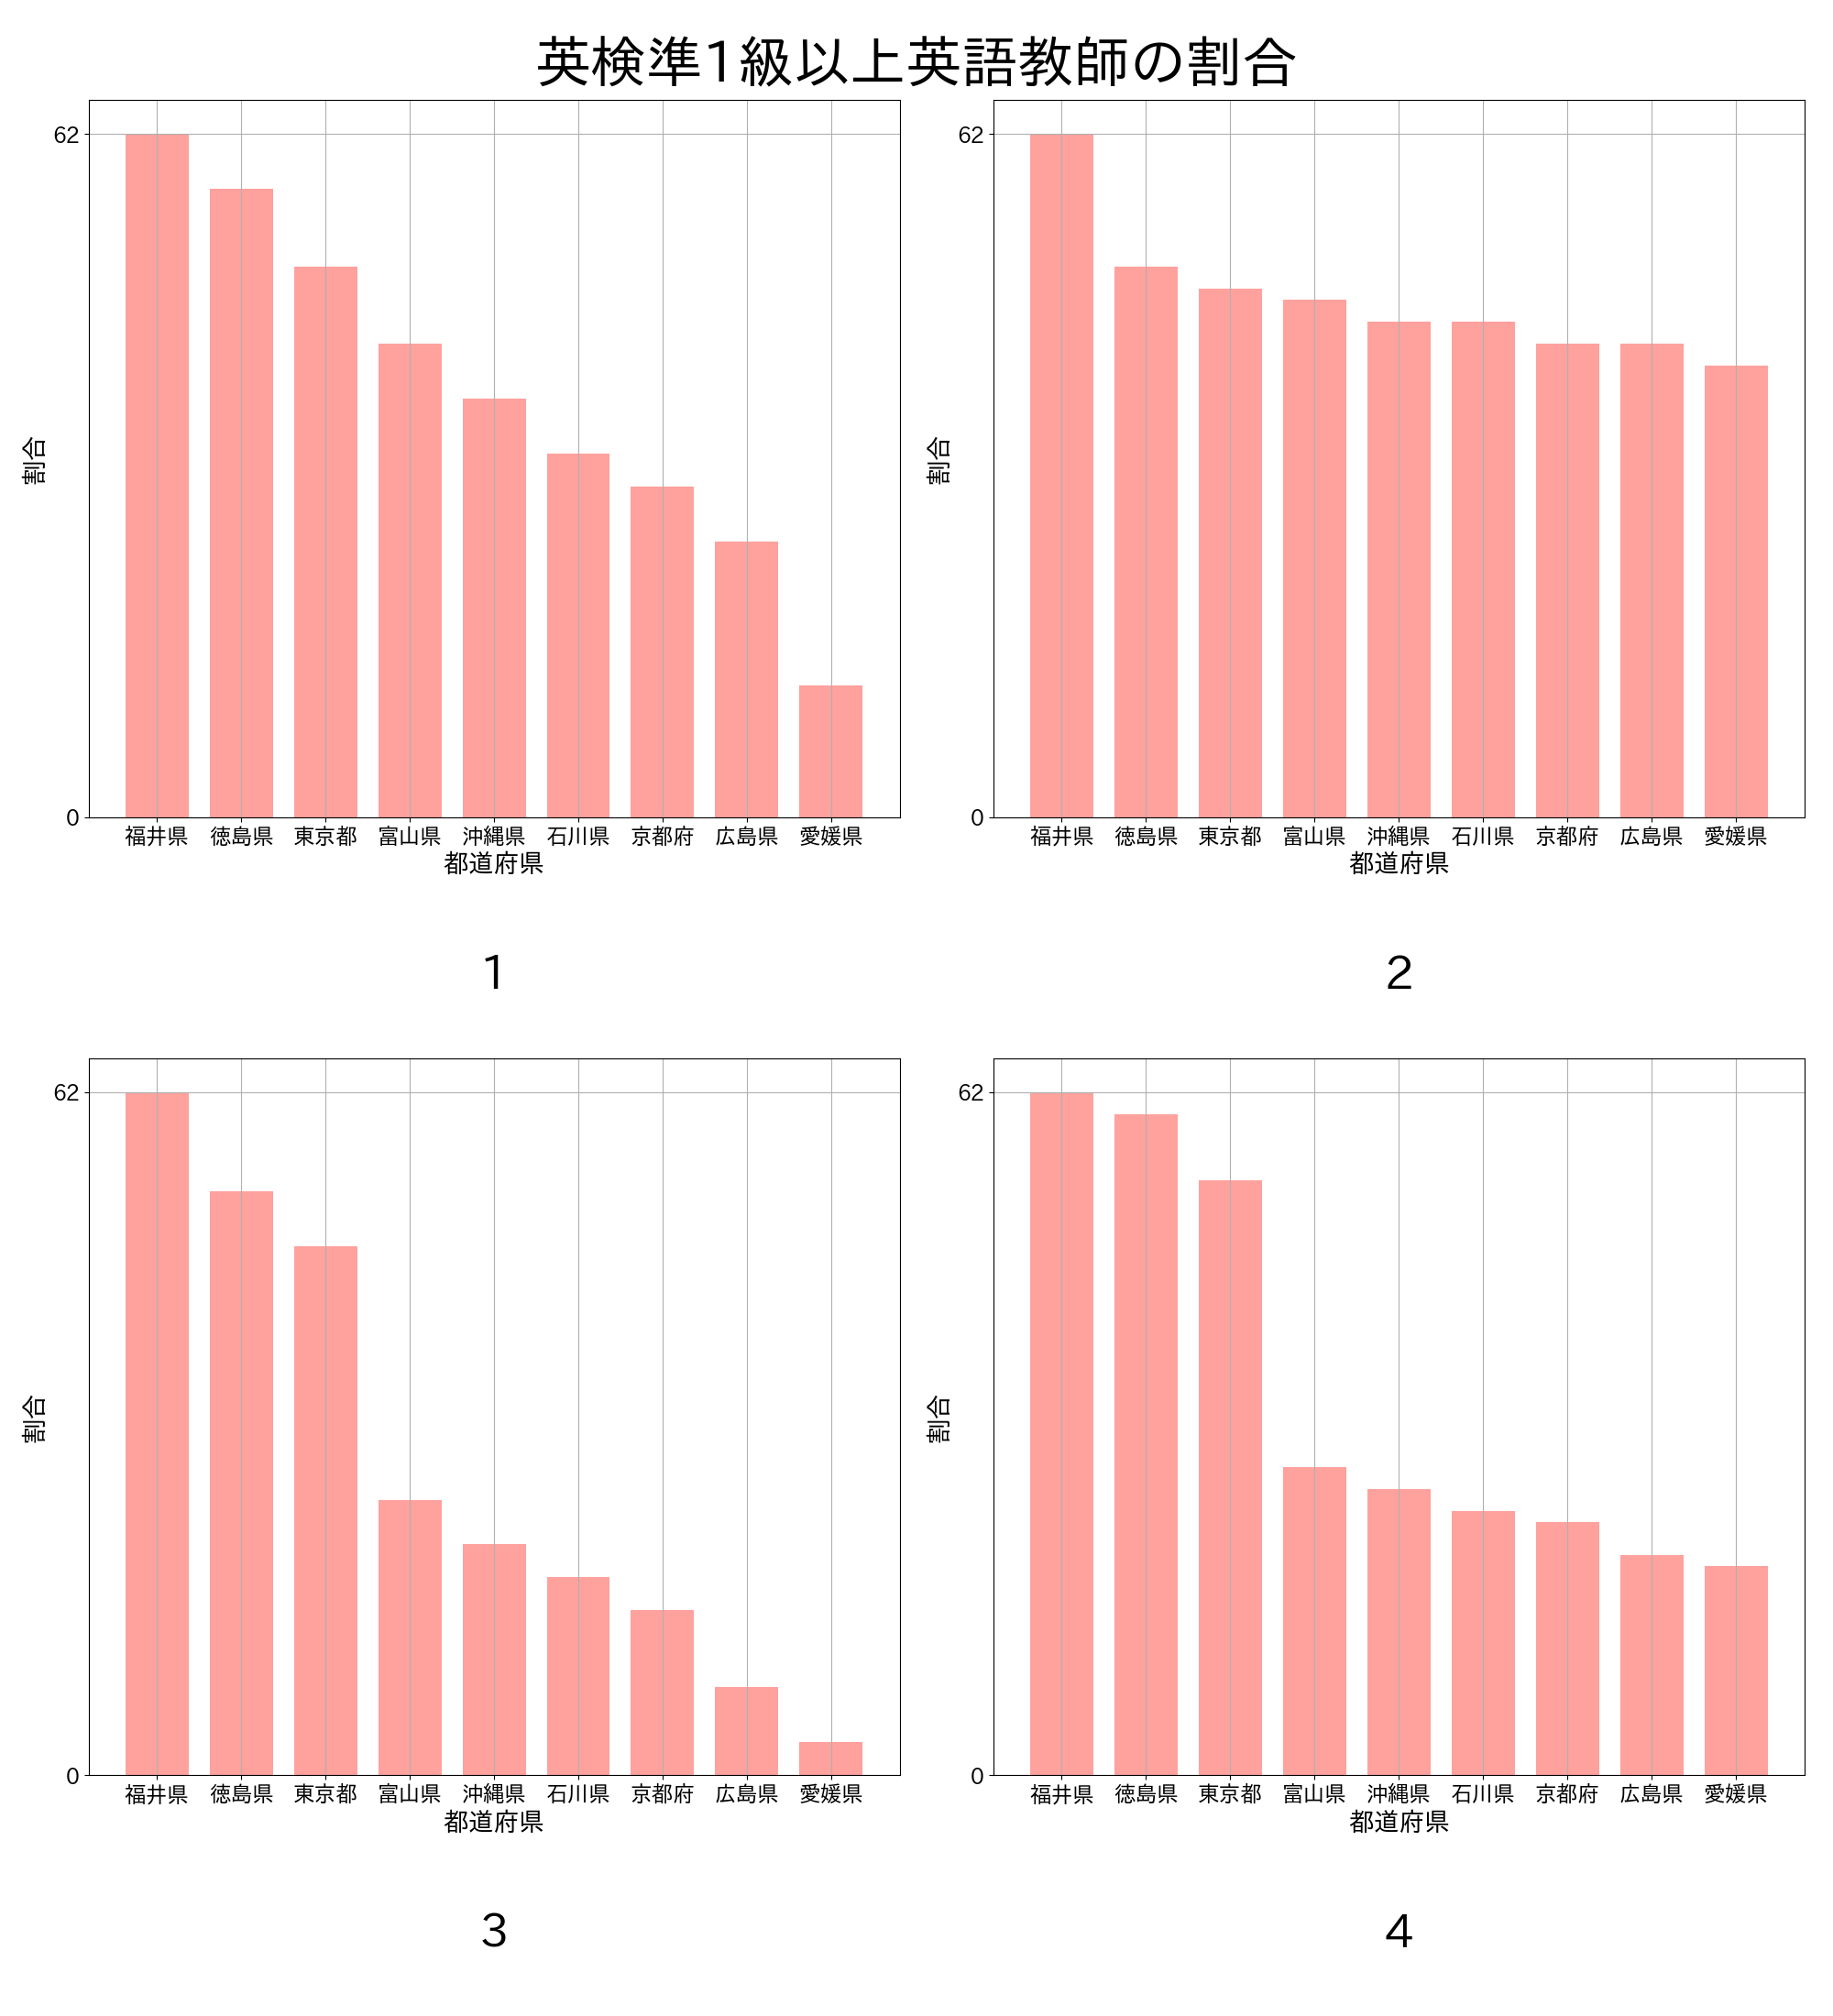 英検準1級以上英語教師の割合
62
0
割合
福井県 徳島県 東京都 富山県 沖縄県 石川県 京都府 広島県 愛媛県
都道府県
1
62
0
割合
福井県 徳島県 東京都 富山県 沖縄県 石川県 京都府 広島県 愛媛県
都道府県
2
62
0
割合
福井県 徳島県 東京都 富山県 沖縄県 石川県 京都府 広島県 愛媛県
都道府県
3
62
0
割合
福井県 徳島県 東京都 富山県 沖縄県 石川県 京都府 広島県 愛媛県
都道府県
4